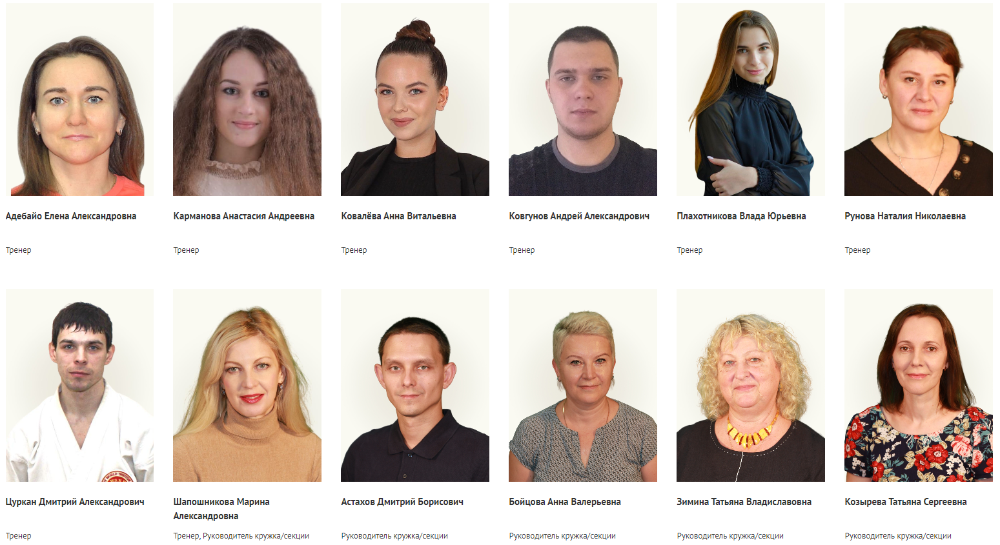 Адебайо Елена Александровна
Карманова Анастасия Андреевна
Ковалёва Анна Витальевна
Ковгунов Андрей Александрович
Плахотникова Влада Юрьевна
Рунова Наталия Николаевна
Тренер
Тренер
Тренер
Тренер
Тренер
Тренер
Цуркан Дмитрий Александрович
Шапошникова Марина
Александровна
Астахов Дмитрий Борисович
Бойцова Анна Валерьевна
Зимина Татьяна Владиславовна
Козырева Татьяна Сергеевна
Тренер
Тренер, Руководитель кружка/секции
Руководитель кружка/секции
Руководитель кружка/секции
Руководитель кружка/секции
Руководитель кружка/секции